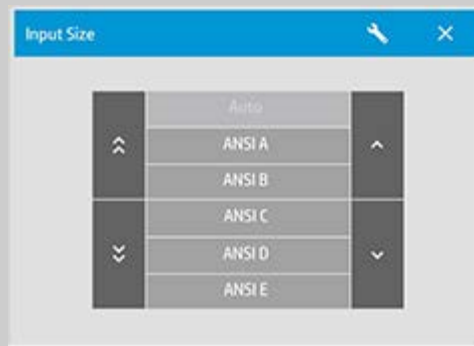 Input Size
Auto
ANSI A
ANSI B
ANSI C
ANSI D
ANSI E